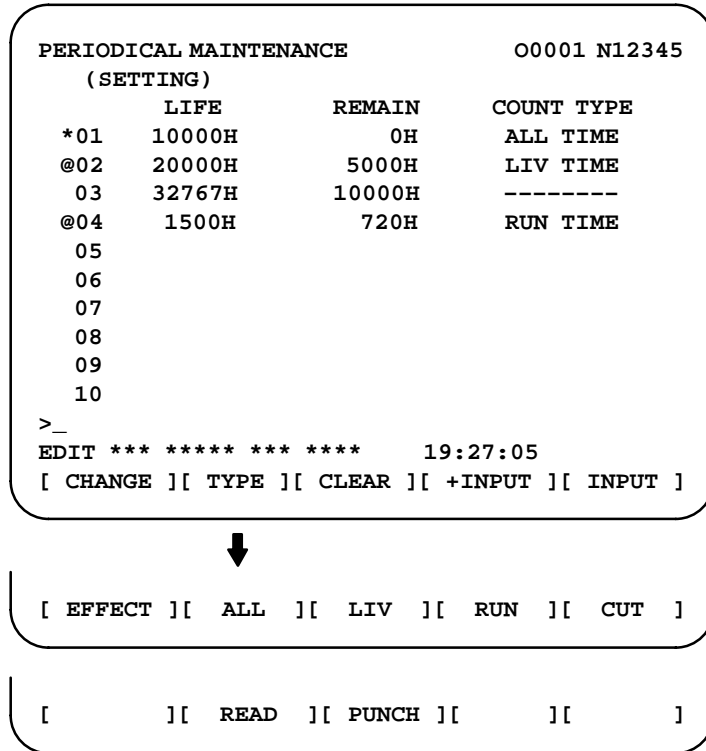 PERIODICAL MAINTENANCE O0001 N12345
(SETTING)
LIFE REMAIN COUNT TYPE
*01 10000H 0H ALL TIME
@02 20000H 5000H LIV TIME
03 32767H 10000H --------
@04 1500H 720H RUN TIME
05
06
07
08
09
10
>_
EDIT *** ***** *** **** 19:27:05
[ CHANGE ][ TYPE ][ CLEAR ][ +INPUT ][ INPUT ]
[ EFFECT ][ ALL ][ LIV ][ RUN ][ CUT ]
[ ][ READ ][ PUNCH ][ ][ ]